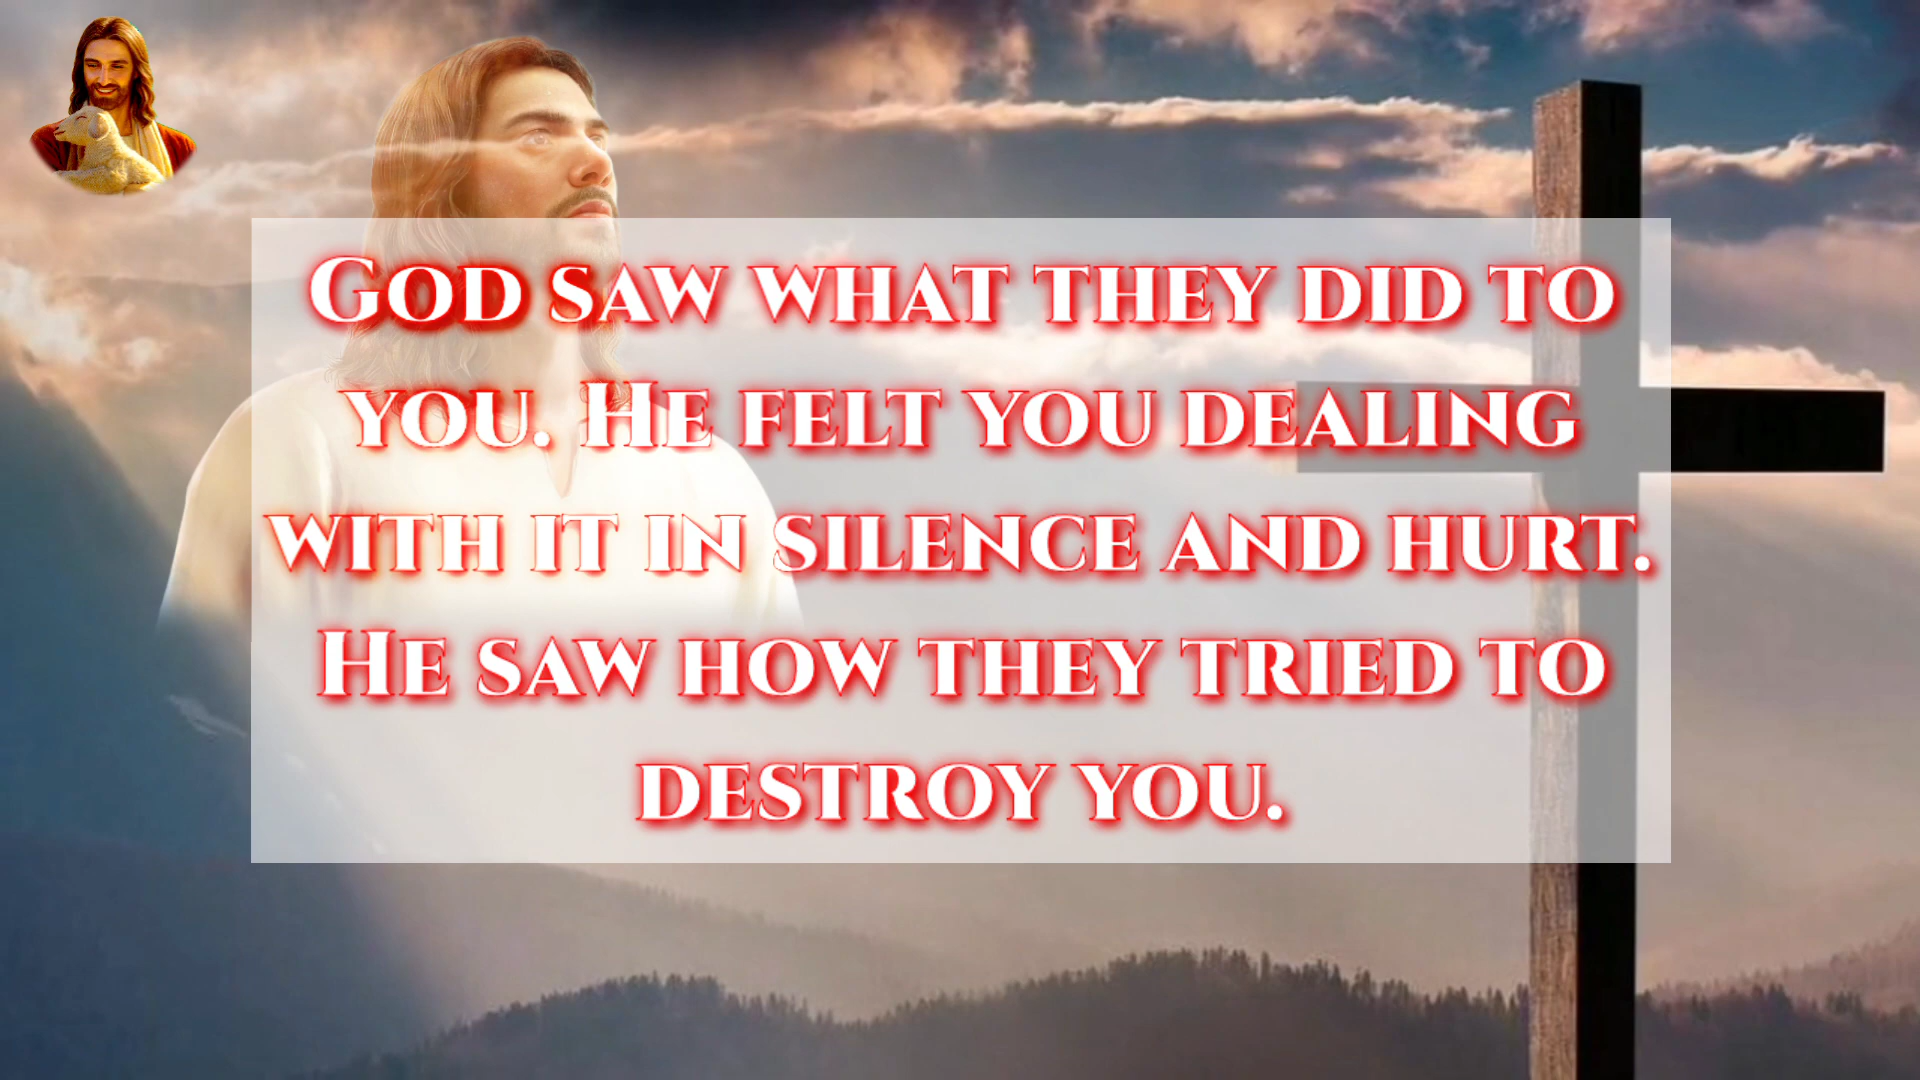 God saw what they did to
you. He felt you dealing
with it in silence and hurt.
He saw how they tried to
destroy you.